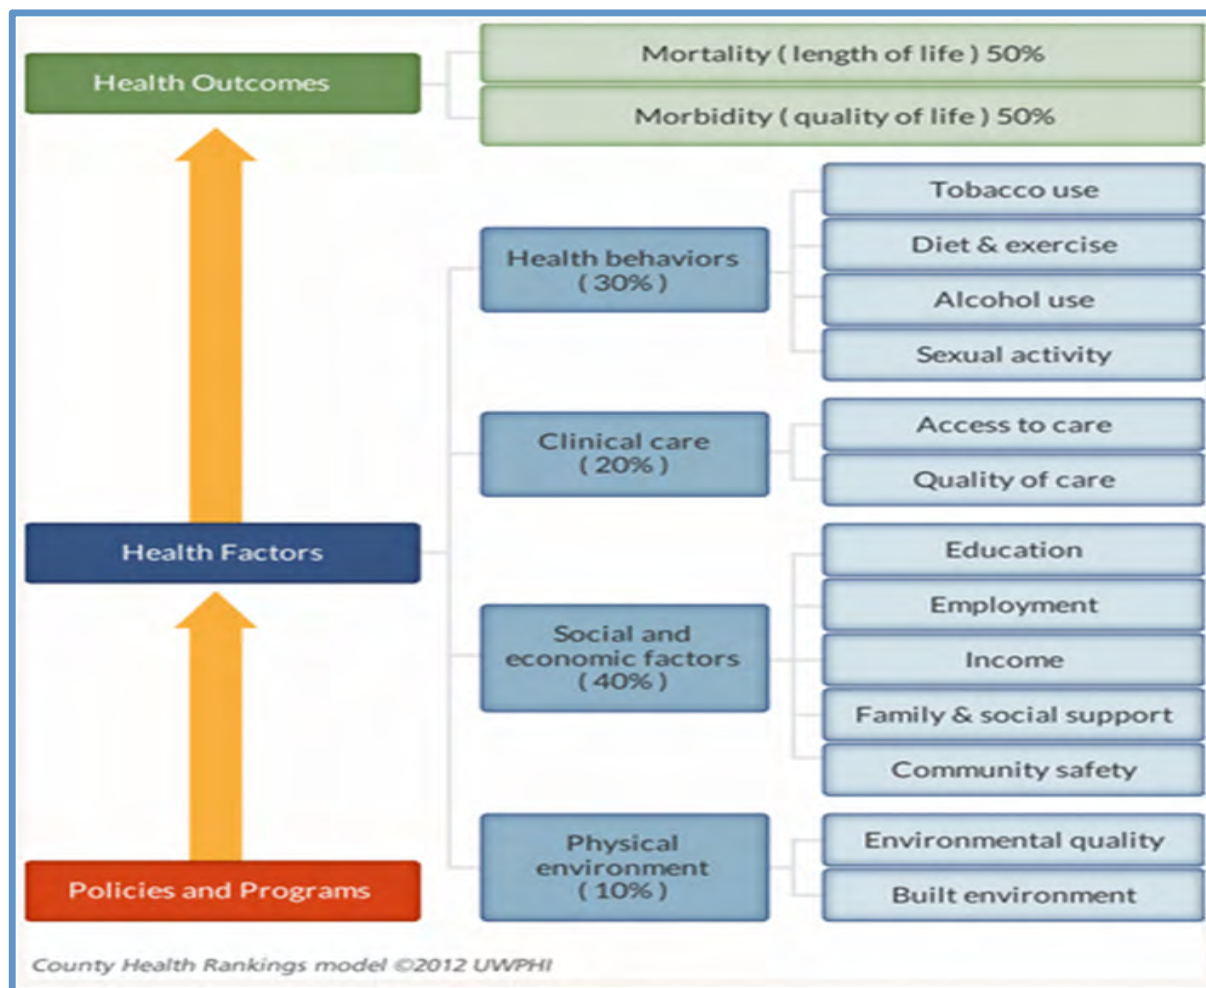 Health Outcomes
Mortality ( length of life ) 50%
Morbidity ( quality of life ) 50%
Health Factors
Health behaviors
( 30% )
Tobacco use
Diet & exercise
Alcohol use
Sexual activity
Clinical care
( 20% )
Access to care
Quality of care
Social and
economic factors
( 40% )
Education
Employment
Income
Family & social support
Community safety
Physical
environment
( 10% )
Environmental quality
Built environment
Policies and Programs
County Health Rankings model ©2012 UWPHI